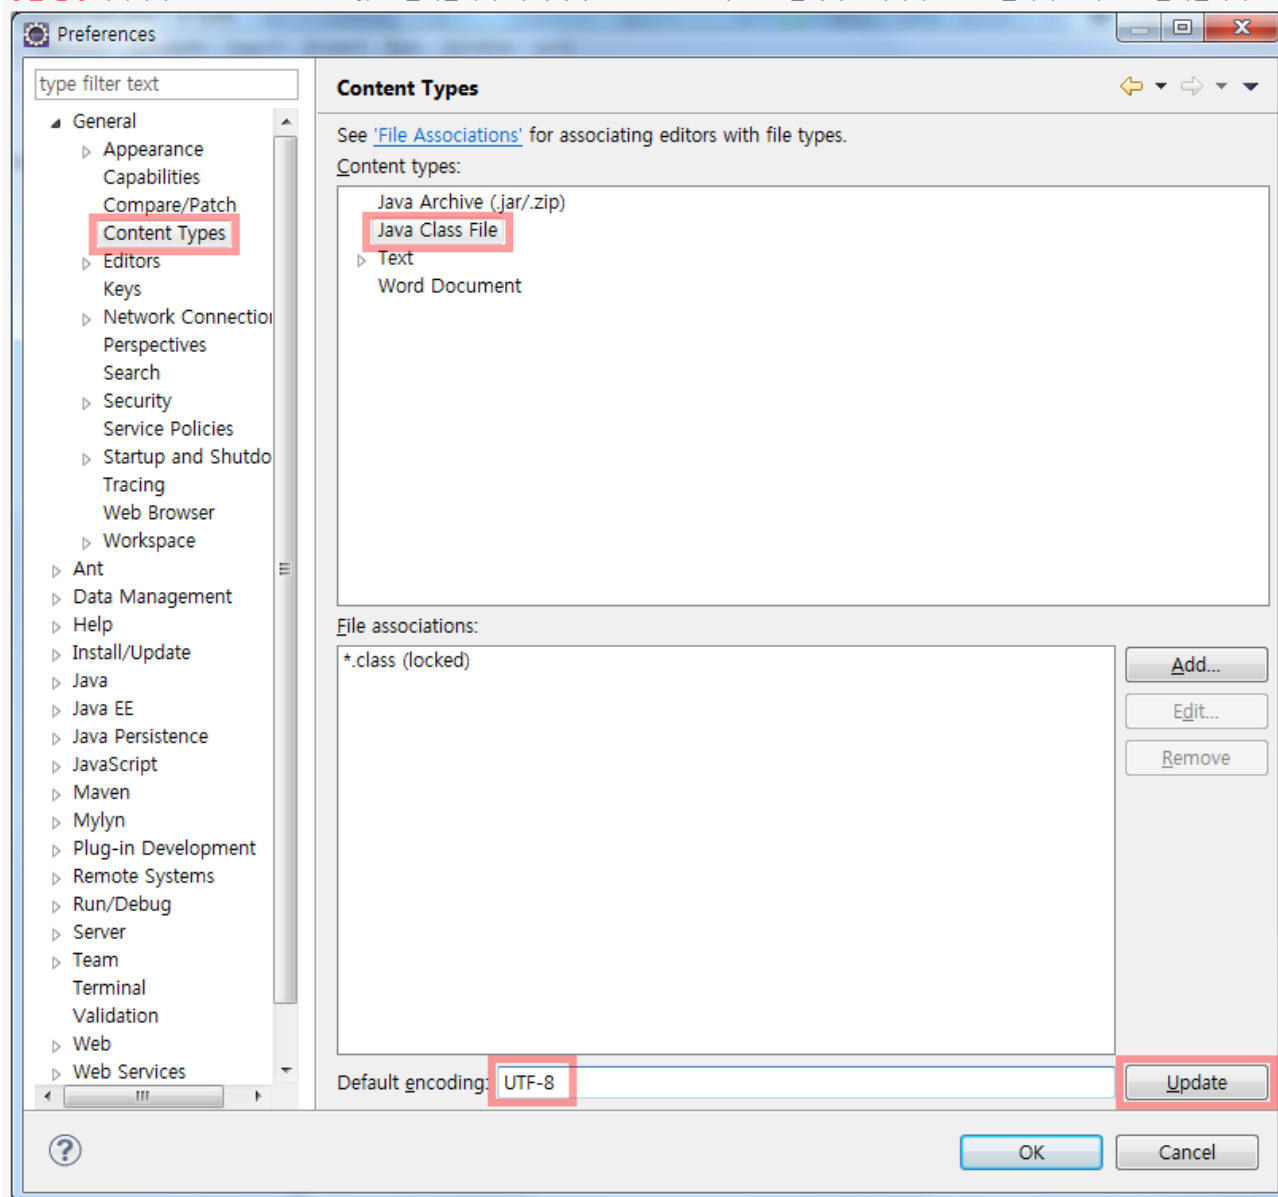 Preferences
type filter text
General
Appearance
Capabilities
Compare/Patch
Content Types
Editors
Keys
Network Connection
Perspectives
Search
Security
Service Policies
Startup and Shutdo
Tracing
Web Browser
Workspace
Ant
Data Management
Help
Install/Update
Java
Java EE
Java Persistence
JavaScript
Maven
Mylyn
Plug-in Development
Remote Systems
Run/Debug
Server
Team
Terminal
Validation
Web
Web Services
Content Types
See 'File Associations' for associating editors with file types.
Content types:
Java Archive (.jar/.zip)
Java Class File
Text
Word Document
File associations:
*.class (locked)
Add...
Edit...
Remove
Default encoding: UTF-8
Update
OK
Cancel